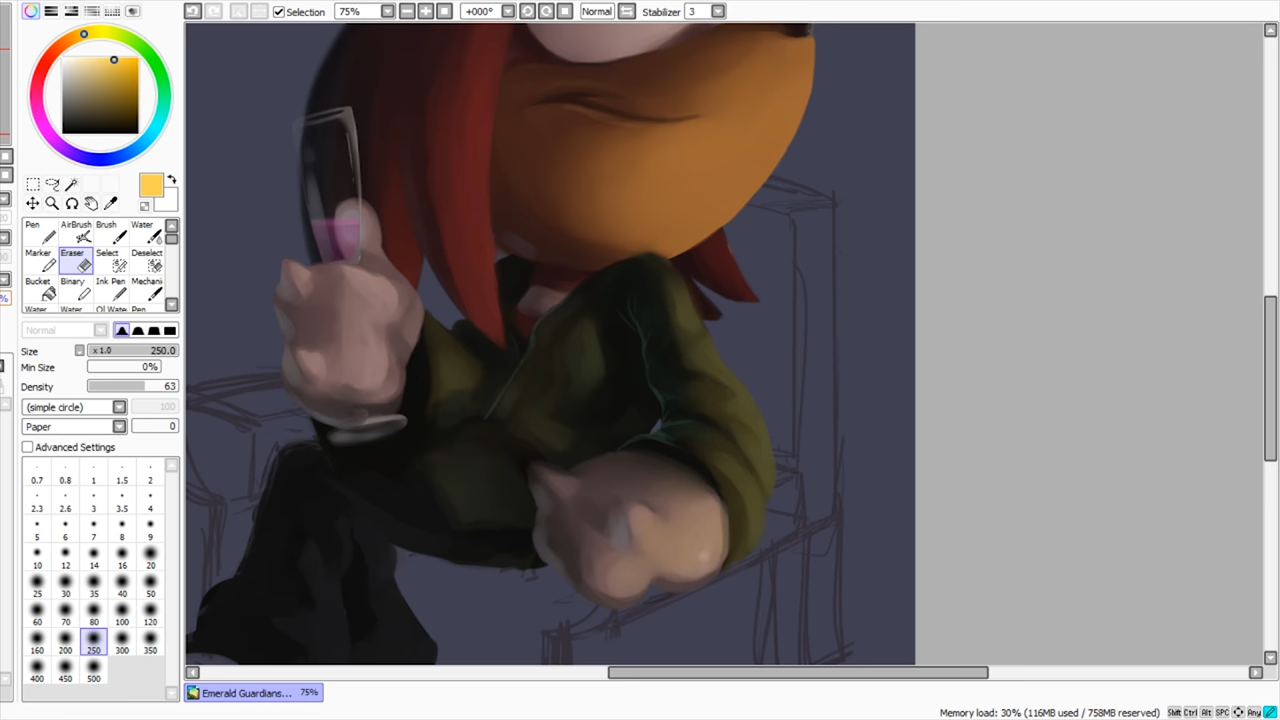 Selection 75% +000° Normal Stabilizer 3
Pen AirBrush Brush Water
Marker Eraser Select Deselect
Bucket Binary Ink Pen Mechani
Water Water Pen
Normal
Size x 1.0 250.0
Min Size 0%
Density 63
(simple circle) 100
Paper 0
Advanced Settings
0.7 0.8 1 1.5 2
2.3 2.6 3 3.5 4
5 6 7 8 9
10 12 14 16 20
25 30 35 40 50
60 70 80 100 120
160 200 250 300 350
400 450 500
Emerald Guardians... 75%
Memory load: 30% (116MB used / 758MB reserved) Shift Ctrl Alt SPC Any